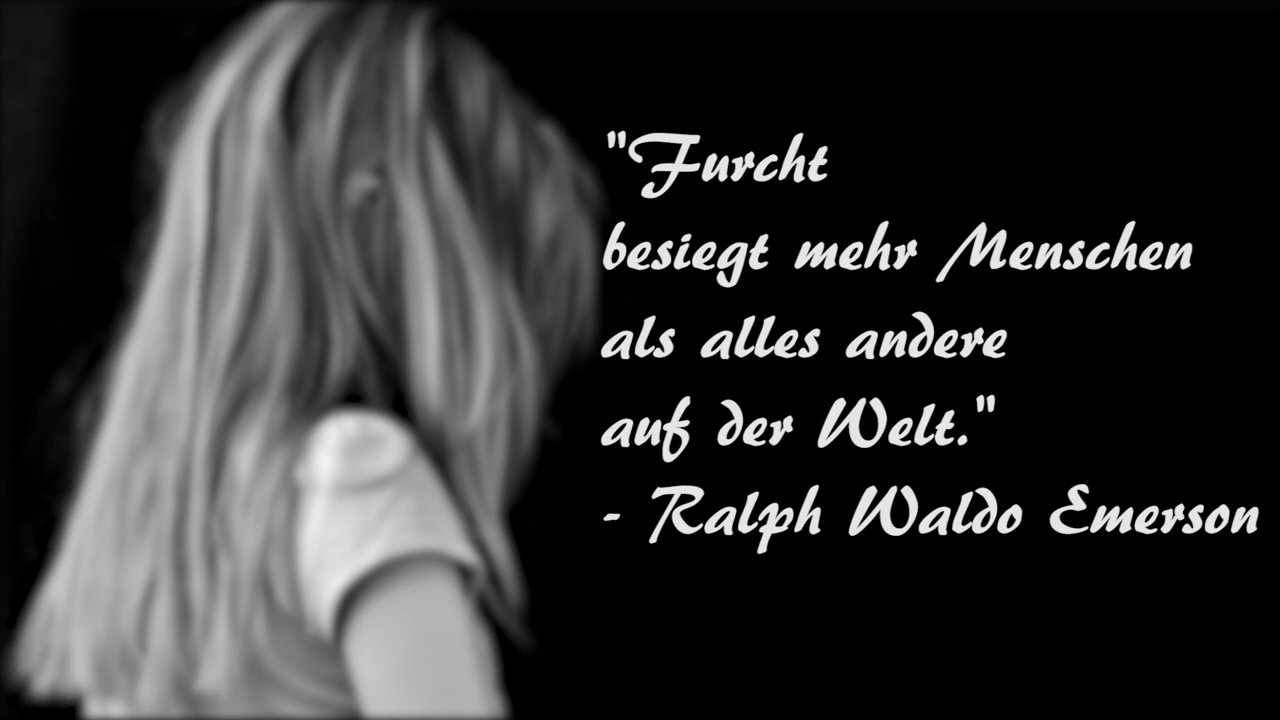 "Furcht
besiegt mehr Menschen
als alles andere
auf der Welt."
- Ralph Waldo Emerson